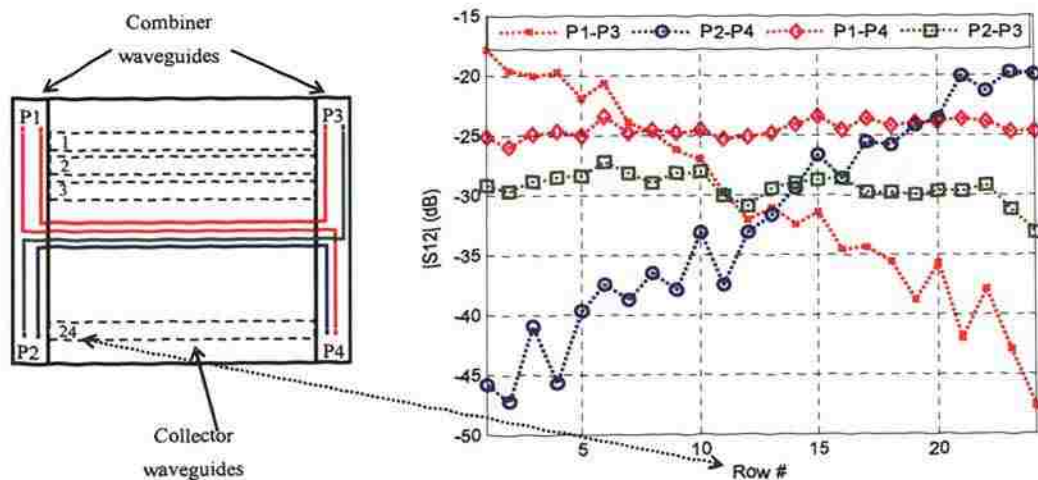 Combiner
waveguides
P1
P3
1
2
3
24
P2
P4
Collector
waveguides
P1-P3
P2-P4
P1-P4
P2-P3
-15
-20
-25
-30
-35
-40
-45
-50
|S12| (dB)
5
10
15
20
Row #